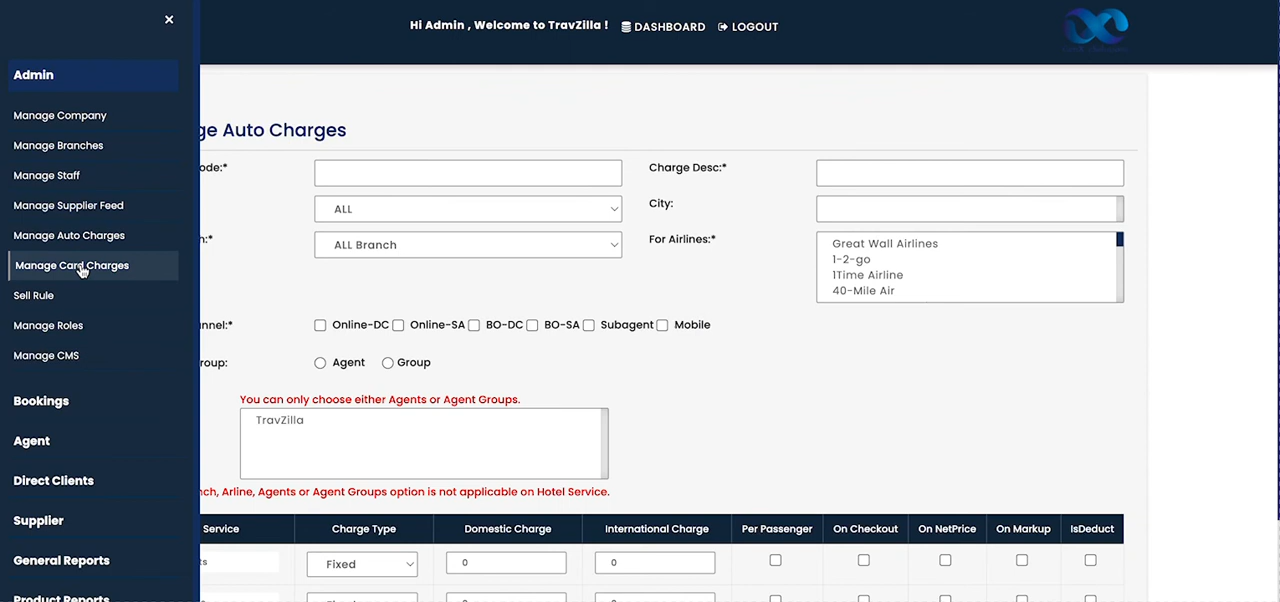 ×
Hi Admin , Welcome to TravZilla ! DASHBOARD LOGOUT
Admin
Manage Company
Manage Branches
Manage Staff
Manage Supplier Feed
Manage Auto Charges
Manage Card Charges
Sell Rule
Manage Roles
Manage CMS
Bookings
Agent
Direct Clients
Supplier
General Reports
Product Reports
ge Auto Charges
ode:*
Charge Desc:*
ALL
City:
h:*
ALL Branch
For Airlines:*
Great Wall Airlines
1-2-go
1Time Airline
40-Mile Air
nnel:*
Online-DC Online-SA BO-DC BO-SA Subagent Mobile
roup:
Agent Group
You can only choose either Agents or Agent Groups.
TravZilla
nch, Arline, Agents or Agent Groups option is not applicable on Hotel Service.
Service Charge Type Domestic Charge International Charge Per Passenger On Checkout On NetPrice On Markup IsDeduct
ts Fixed 0 0